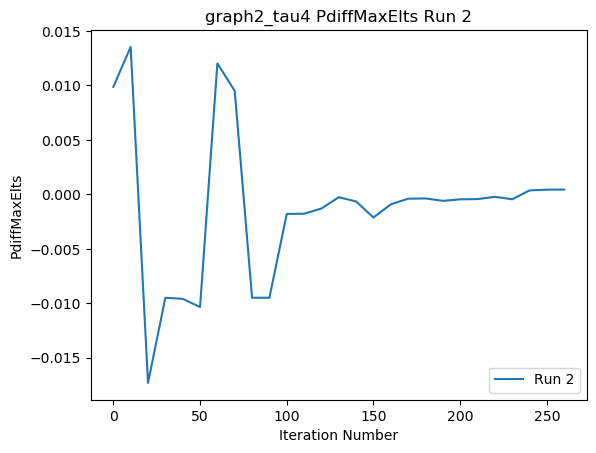 graph2_tau4 PdiffMaxElts Run 2
PdiffMaxElts
0.015
0.010
0.005
0.000
−0.005
−0.010
−0.015
0 50 100 150 200 250
Iteration Number
Run 2